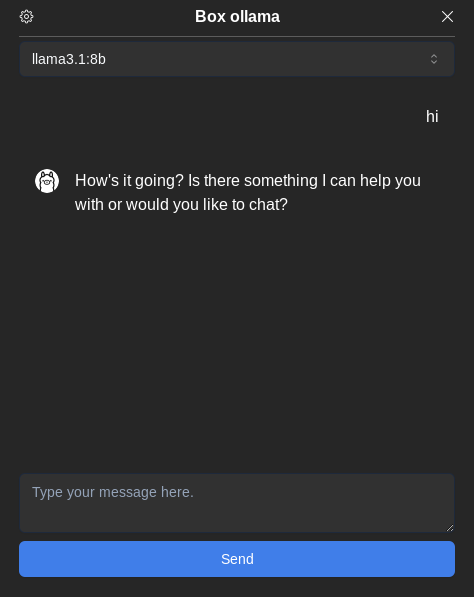 Box ollama
llama3.1:8b
hi
How's it going? Is there something I can help you
with or would you like to chat?
Type your message here.
Send